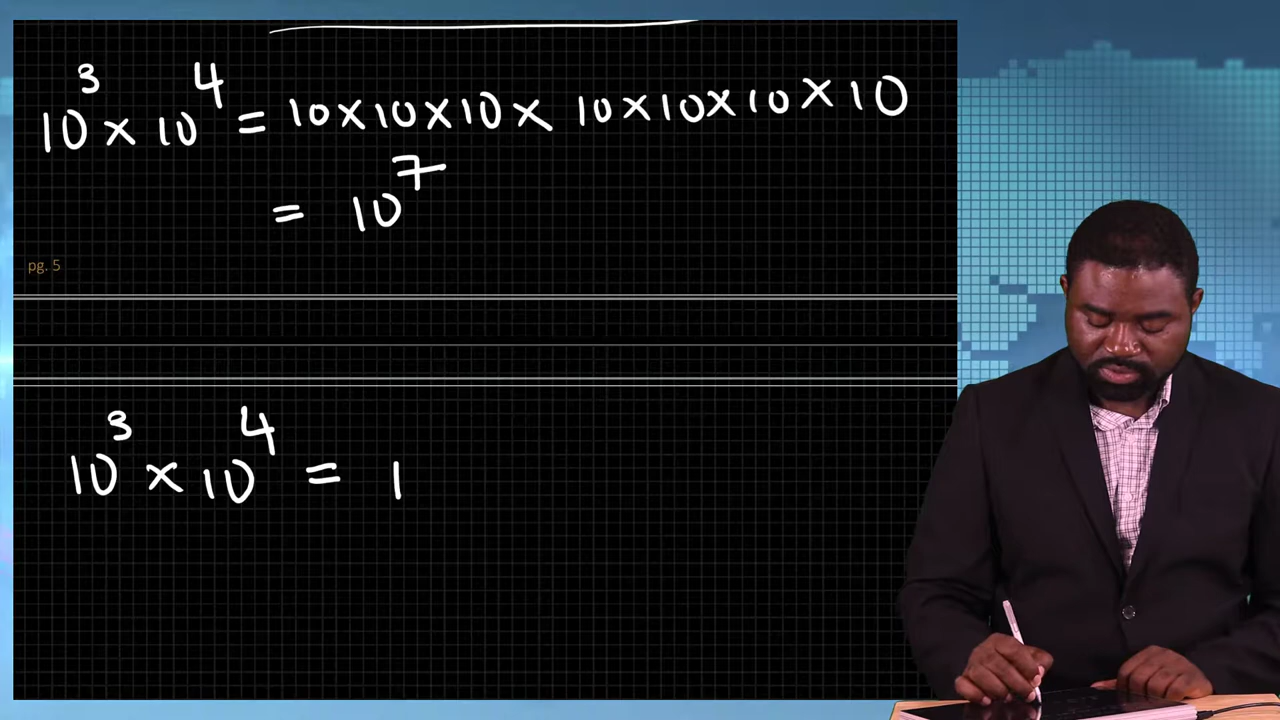 10³ × 10⁴ = 10 × 10 × 10 × 10 × 10 × 10 × 10
= 10⁷
pg. 5
10³ × 10⁴ = 1